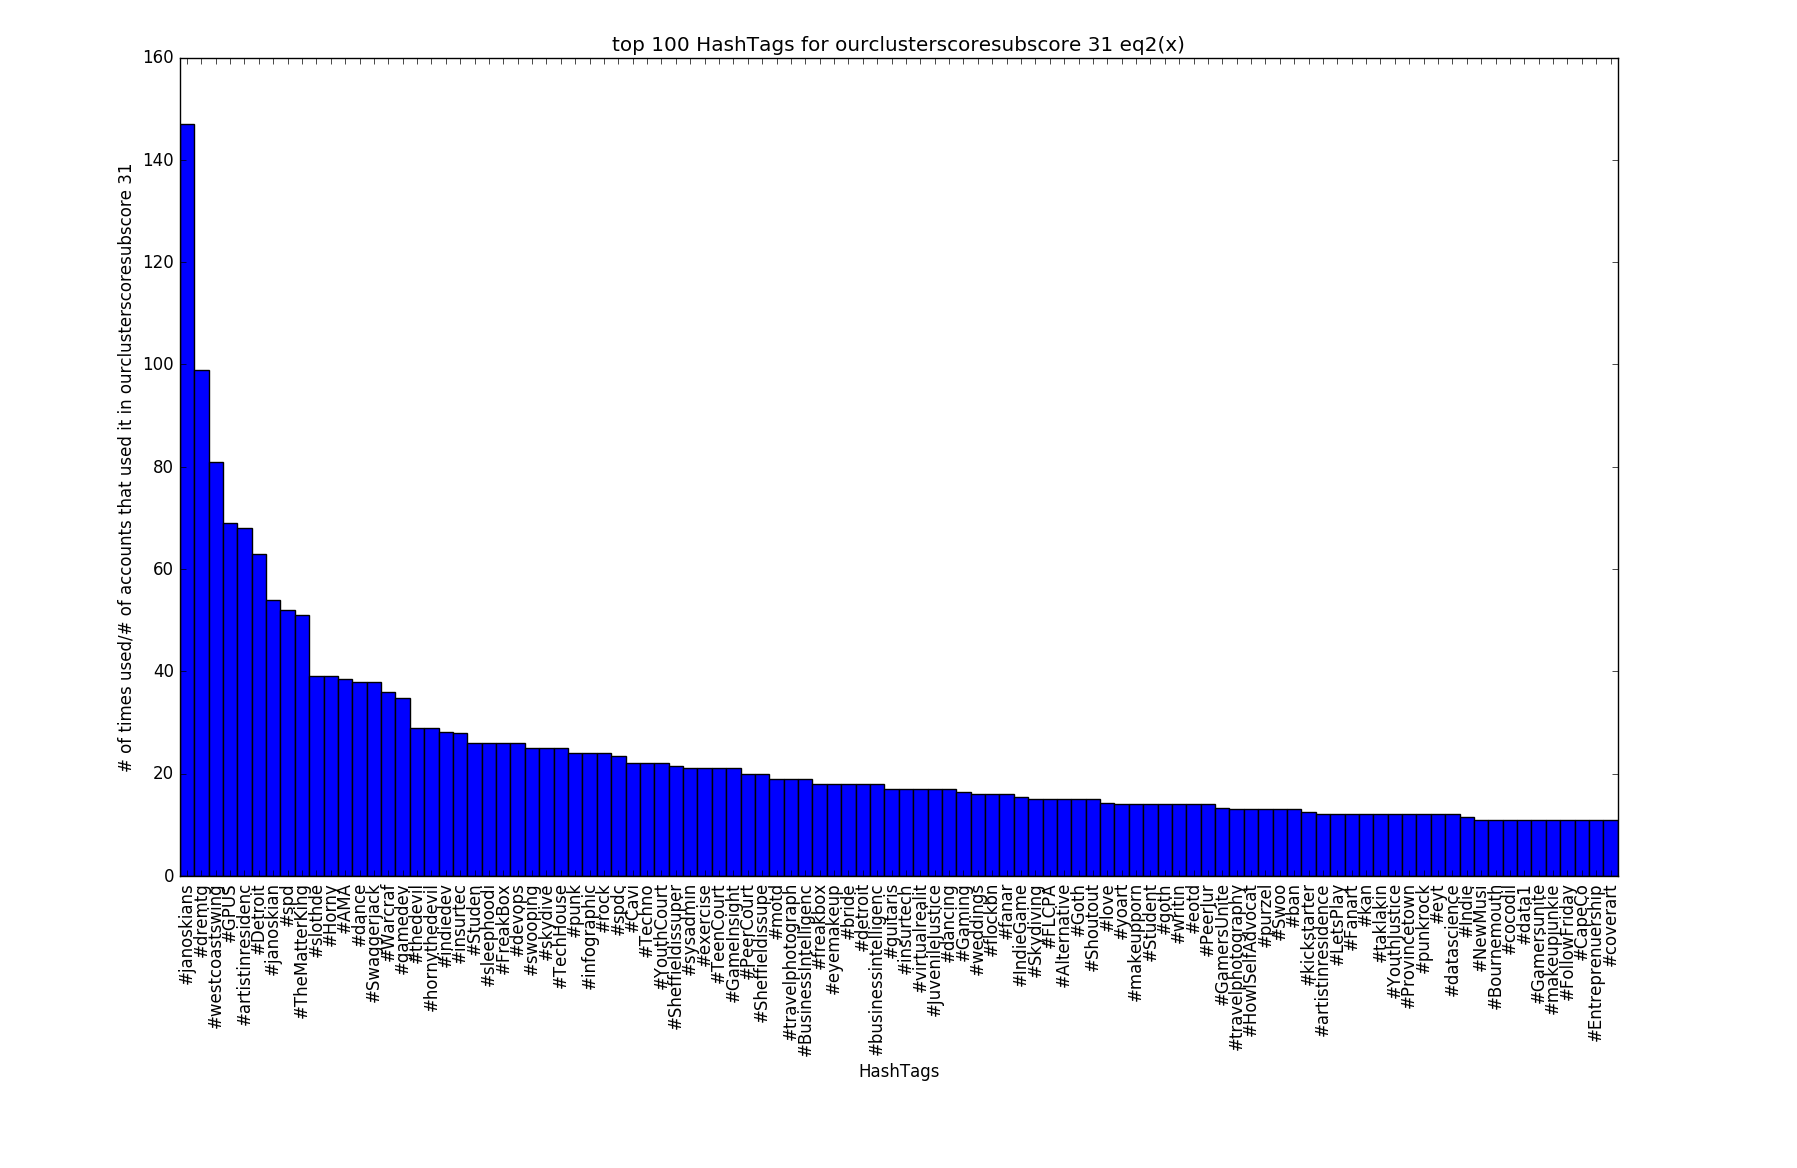 top 100 HashTags for ourclusterscoresubscore 31 eq2(x)
# of times used/# of accounts that used it in ourclusterscoresubscore 31
160
140
120
100
80
60
40
20
0
#janoskians
#dremtg
#westcoastswing
#GPUS
#artistinresidenc
#Detroit
#janoskian
#spd
#TheMatterKing
#slothde
#Horny
#AMA
#dance
#Swaggerjack
#Warcraf
#gamedev
#thedevil
#hornythedevil
#indiedev
#insurtec
#Studen
#sleephoodi
#FreakBox
#devops
#swooping
#skydive
#TechHouse
#punk
#infographic
#rock
#spdc
#Cavi
#Techno
#YouthCourt
#SheffieldIssuper
#sysadmin
#exercise
#TeenCourt
#GameInsight
#PeerCourt
#Sheffieldissupe
#motd
#travelphotograph
#BusinessIntelligenc
#freakbox
#eyemakeup
#bride
#detroit
#businessintelligenc
#guitaris
#insurtech
#virtualrealit
#JuvenileJustice
#dancing
#Gaming
#weddings
#flockbn
#fanar
#IndieGame
#Skydiving
#FLCPA
#Alternative
#Goth
#Shoutout
#love
#yoart
#makeupporn
#Student
#goth
#writin
#eotd
#PeerJur
#GamersUnite
#travelphotography
#HowISelfAdvocat
#purzel
#Swoo
#ban
#kickstarter
#artistinresidence
#LetsPlay
#Fanart
#kan
#taklakin
#YouthJustice
#Provincetown
#punkrock
#eyt
#datascience
#Indie
#NewMusi
#Bournemouth
#cocodil
#data1
#Gamersunite
#makeupjunkie
#FollowFriday
#CapeCo
#Entreprenuership
#coverart
HashTags